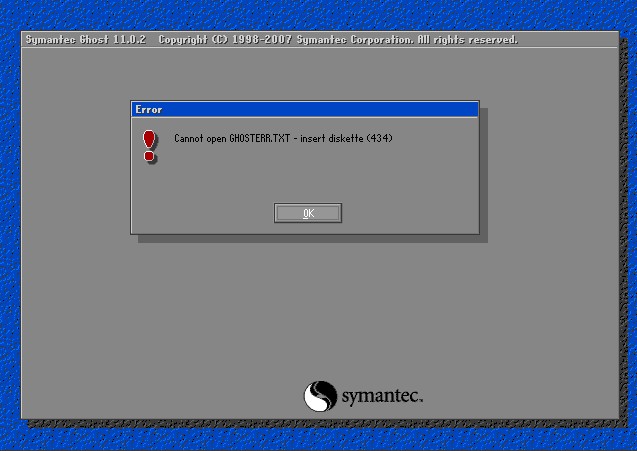 Symantec Ghost 11.0.2 Copyright (C) 1998-2007 Symantec Corporation. All rights reserved.
Error
Cannot open GHOSTERR.TXT - insert diskette (434)
OK
symantec™